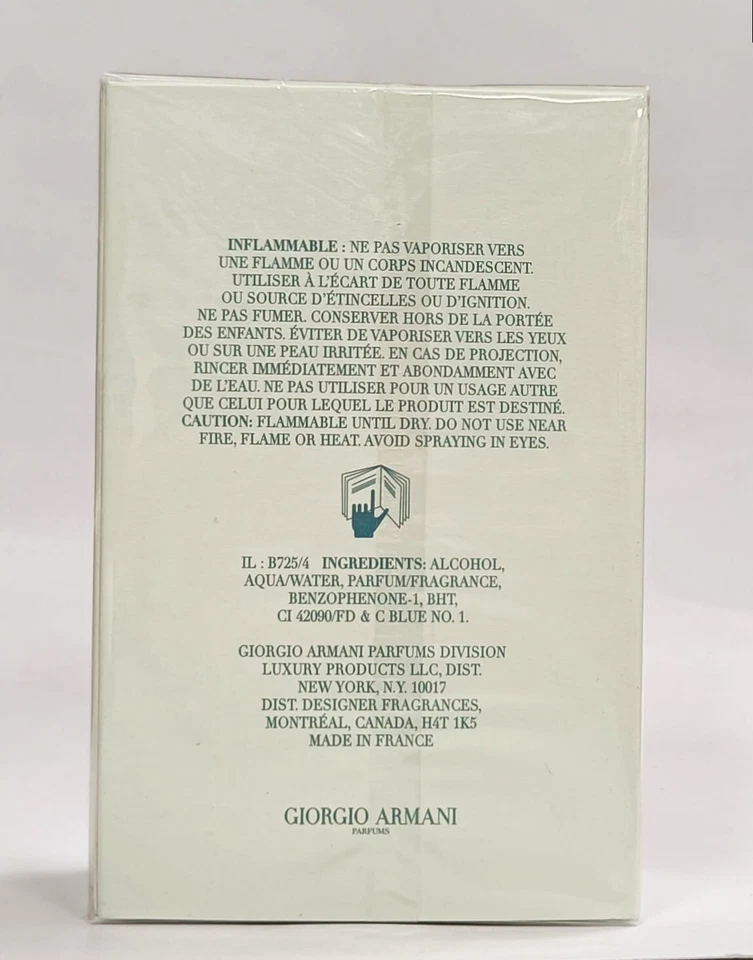 INFLAMMABLE : NE PAS VAPORISER VERS
UNE FLAMME OU UN CORPS INCANDESCENT.
UTILISER À L'ÉCART DE TOUTE FLAMME
OU SOURCE D'ÉTINCELLES OU D'IGNITION.
NE PAS FUMER. CONSERVER HORS DE LA PORTÉE
DES ENFANTS. ÉVITER DE VAPORISER VERS LES YEUX
OU SUR UNE PEAU IRRITÉE. EN CAS DE PROJECTION,
RINCER IMMÉDIATEMENT ET ABONDAMMENT AVEC
DE L'EAU. NE PAS UTILISER POUR UN USAGE AUTRE
QUE CELUI POUR LEQUEL LE PRODUIT EST DESTINÉ.
CAUTION: FLAMMABLE UNTIL DRY. DO NOT USE NEAR
FIRE, FLAME OR HEAT. AVOID SPRAYING IN EYES.
IL : B725/4 INGREDIENTS: ALCOHOL,
AQUA/WATER, PARFUM/FRAGRANCE,
BENZOPHENONE-1, BHT,
CI 42090/FD & C BLUE NO. 1.
GIORGIO ARMANI PARFUMS DIVISION
LUXURY PRODUCTS LLC, DIST.
NEW YORK, N.Y. 10017
DIST. DESIGNER FRAGRANCES,
MONTRÉAL, CANADA, H4T 1K5
MADE IN FRANCE
GIORGIO ARMANI
PARFUMS